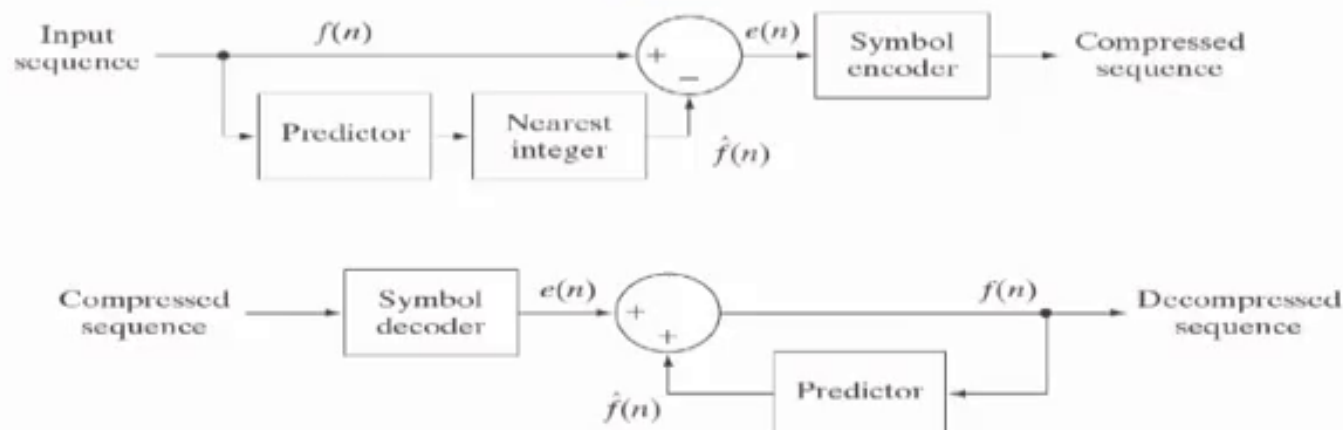 Input
sequence
f(n)
+
−
e(n)
Symbol
encoder
Compressed
sequence
Predictor
Nearest
integer
f̂(n)
Compressed
sequence
Symbol
decoder
e(n)
+
+
f(n)
Decompressed
sequence
Predictor
f̂(n)